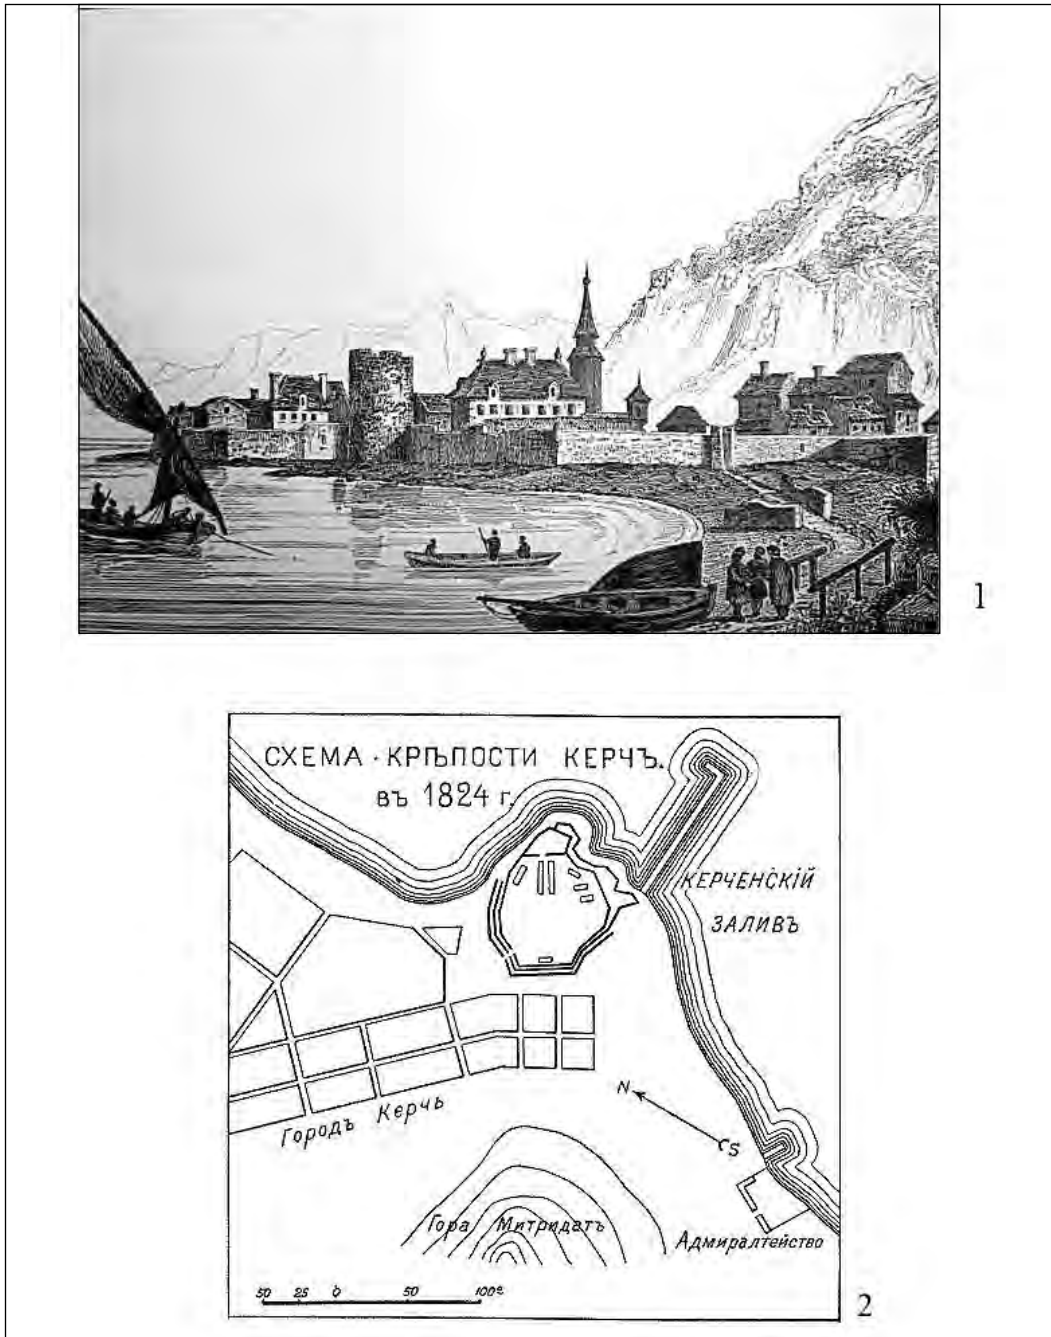 1
СХЕМА · КРѢПОСТИ КЕРЧЪ.
въ 1824 г.
КЕРЧЕНСКІЙ
ЗАЛИВЪ
N
S
Городъ Керчь
Гора Митридатъ
Адмиралтейство
50 25 0 50 100
2